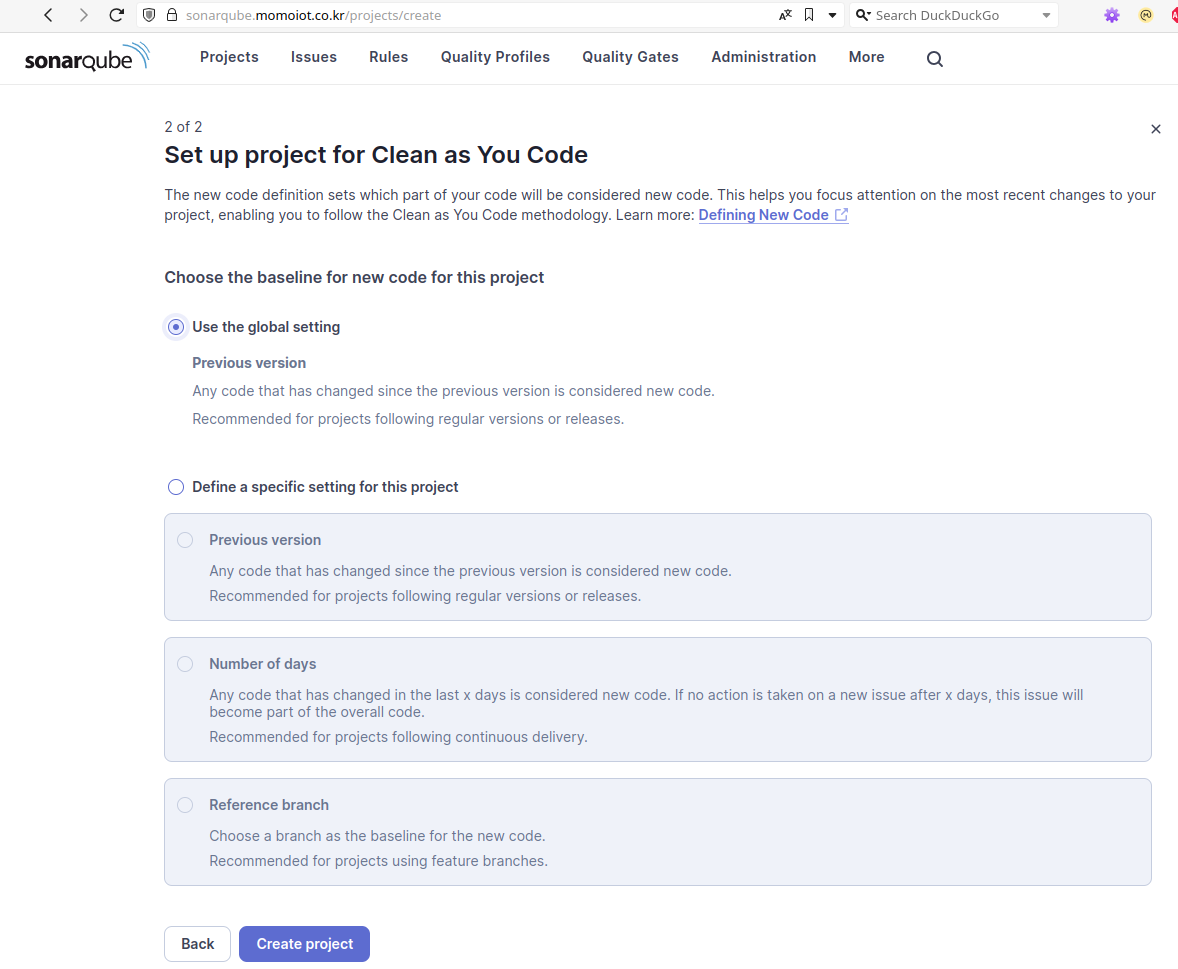 sonarqube.momoiot.co.kr/projects/create
Search DuckDuckGo
sonarqube
Projects Issues Rules Quality Profiles Quality Gates Administration More
2 of 2
Set up project for Clean as You Code
The new code definition sets which part of your code will be considered new code. This helps you focus attention on the most recent changes to your
project, enabling you to follow the Clean as You Code methodology. Learn more: Defining New Code
Choose the baseline for new code for this project
Use the global setting
Previous version
Any code that has changed since the previous version is considered new code.
Recommended for projects following regular versions or releases.
Define a specific setting for this project
Previous version
Any code that has changed since the previous version is considered new code.
Recommended for projects following regular versions or releases.
Number of days
Any code that has changed in the last x days is considered new code. If no action is taken on a new issue after x days, this issue will
become part of the overall code.
Recommended for projects following continuous delivery.
Reference branch
Choose a branch as the baseline for the new code.
Recommended for projects using feature branches.
Back Create project